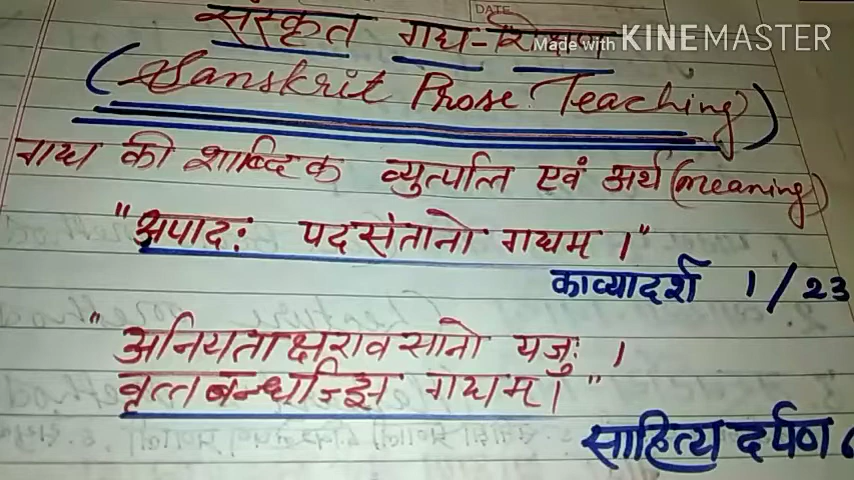 DATE
संस्कृत गद्य-शिक्षण
Made with KINEMASTER
(Sanskrit Prose Teaching)
गद्य की शाब्दिक व्युत्पत्ति एवं अर्थ (meaning)
"अपादः पदसंतानो गद्यम ।"
काव्यादर्श 1/23
"अनियताक्षरावसानो यजुः ।
वृत्तबन्धोज्झि गद्यम।"
साहित्य दर्पण